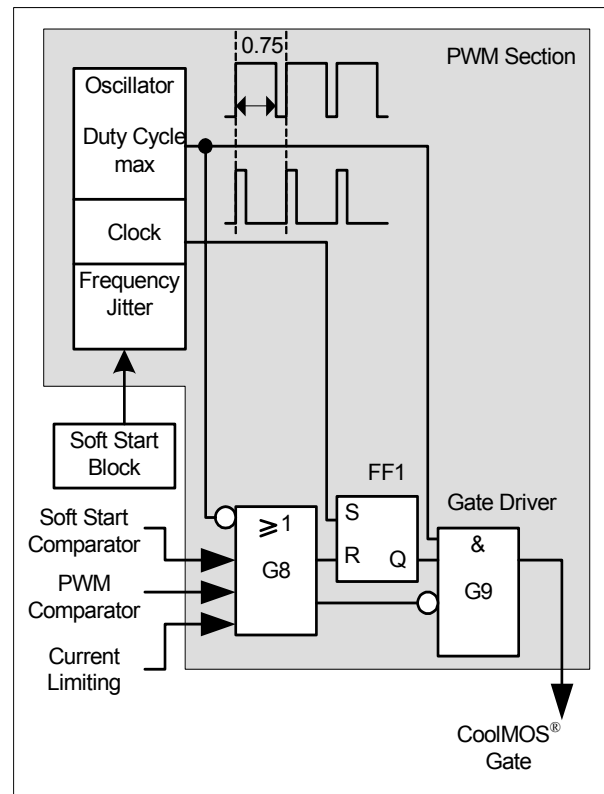 0.75
PWM Section
Oscillator
Duty Cycle
max
Clock
Frequency
Jitter
Soft Start
Block
FF1
Gate Driver
Soft Start
Comparator
PWM
Comparator
Current
Limiting
⩾1
G8
S
R
Q
&
G9
CoolMOS®
Gate